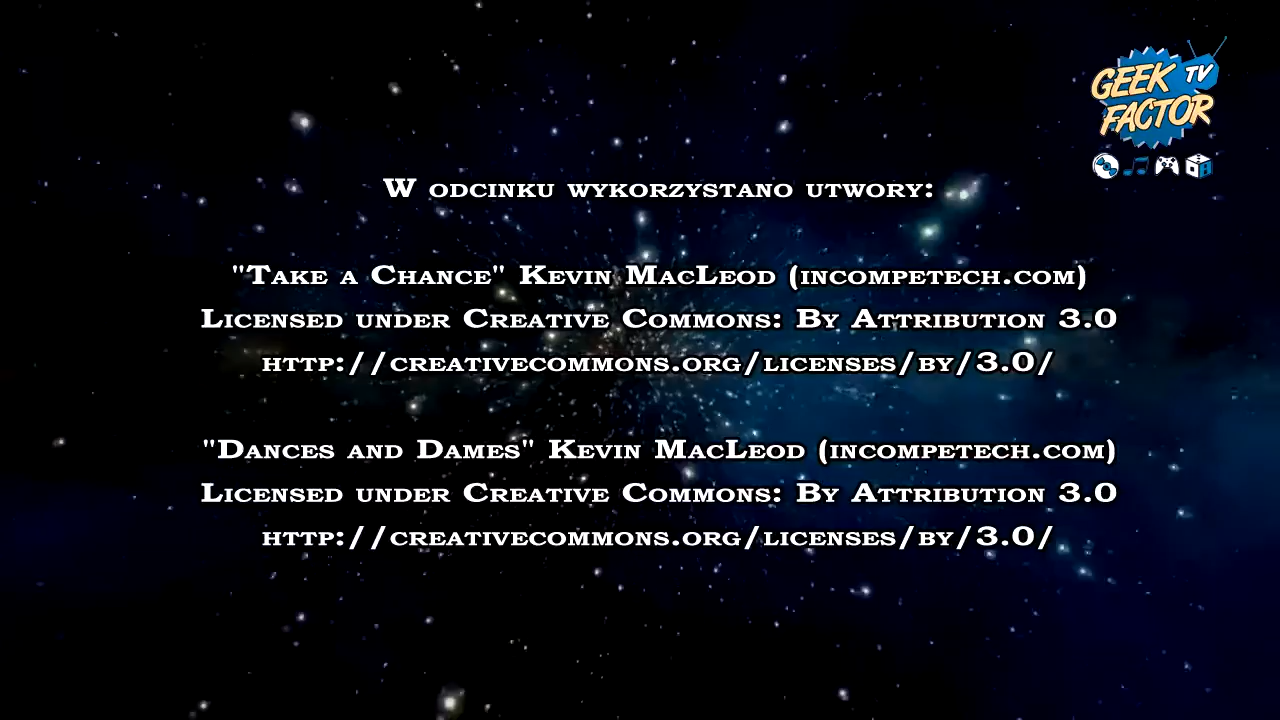 GEEK TV
FACTOR
W odcinku wykorzystano utwory:
"Take a Chance" Kevin MacLeod (incompetech.com)
Licensed under Creative Commons: By Attribution 3.0
http://creativecommons.org/licenses/by/3.0/
"Dances and Dames" Kevin MacLeod (incompetech.com)
Licensed under Creative Commons: By Attribution 3.0
http://creativecommons.org/licenses/by/3.0/